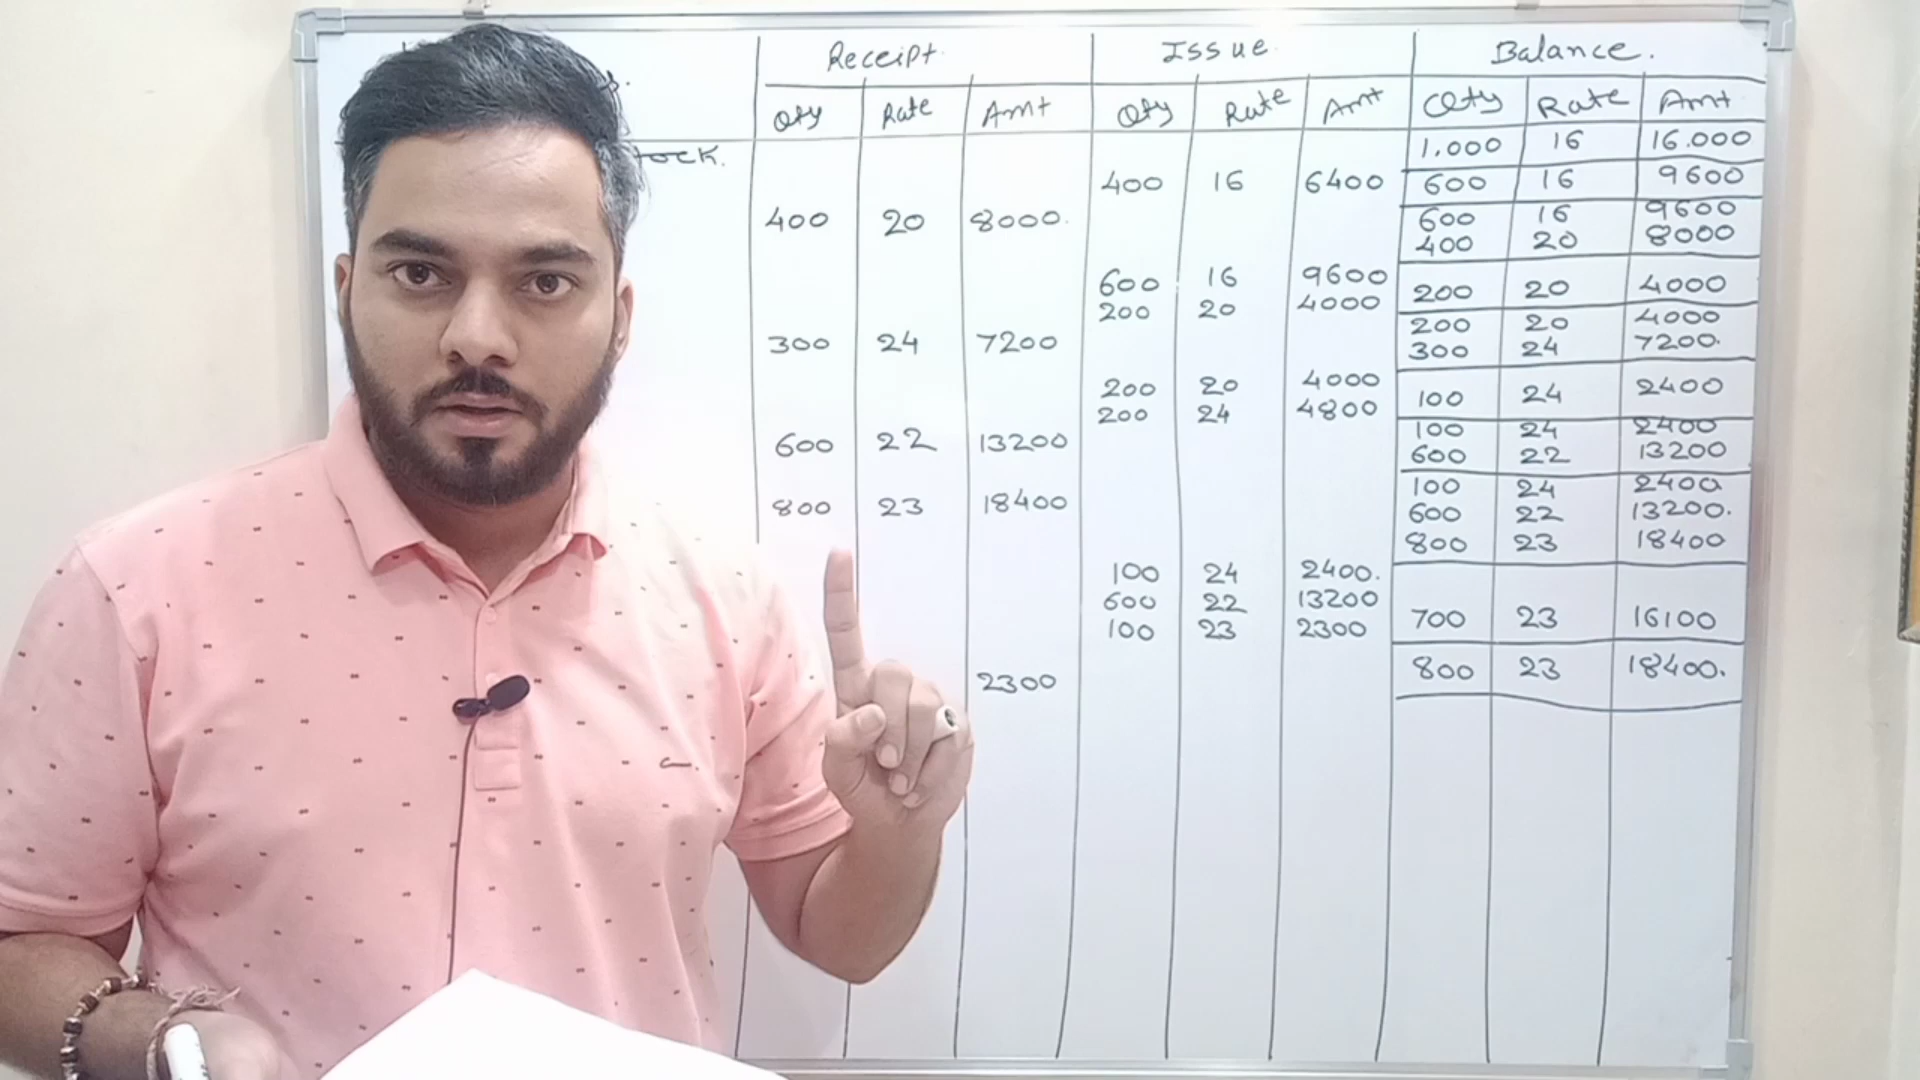 Receipt. Issue. Balance.
Qty Rate Amt Qty Rate Amt Qty Rate Amt
1,000 16 16.000
400 16 6400 600 16 9600
400 20 8000. 600 16 9600
400 20 8000
600 16 9600 200 20 4000
200 20 4000
200 20 4000
300 24 7200 300 24 7200.
200 20 4000 100 24 2400
200 24 4800
100 24 2400
600 22 13200 600 22 13200
100 24 2400
800 23 18400 600 22 13200.
800 23 18400
100 24 2400.
600 22 13200 700 23 16100
100 23 2300
2300 800 23 18400.